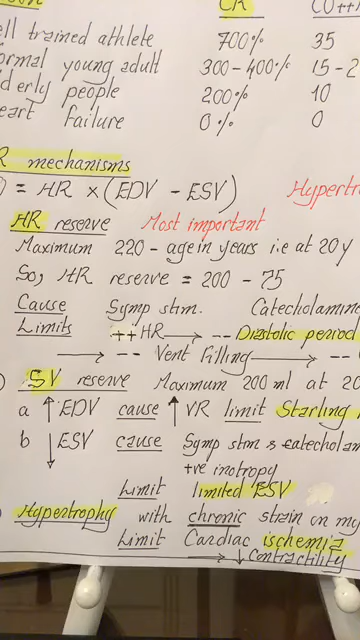 CR CO ++
ell trained athlete 700% 35
ormal young adult 300 - 400% 15 - 2
derly people 200% 10
eart failure 0% 0
R mechanisms
= HR × (EDV - ESV) Hypertr
HR reserve Most important
Maximum 220 - age in years i.e at 20 y
So, HR reserve = 200 - 75
Cause Symp stim. Catecholamine
Limits ++ HR → -- Diastolic period
→ -- Vent Filling → --
SV reserve Maximum 200 ml at 20
a ↑ EDV cause ↑ VR limit Starling
b ↓ ESV cause Symp stm & catecholam
+ve inotropy
Limit limited ESV
Hypertrophy with chronic strain on my
Limit Cardiac ischemia
→ ↓ contractility